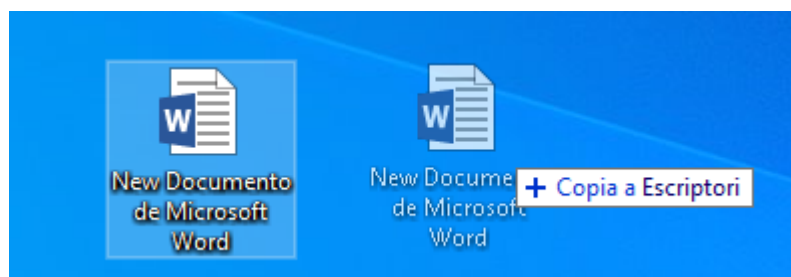 W
New Documento
de Microsoft
Word
W
New Docume
de Microsoft
Word
+ Copia a Escriptori